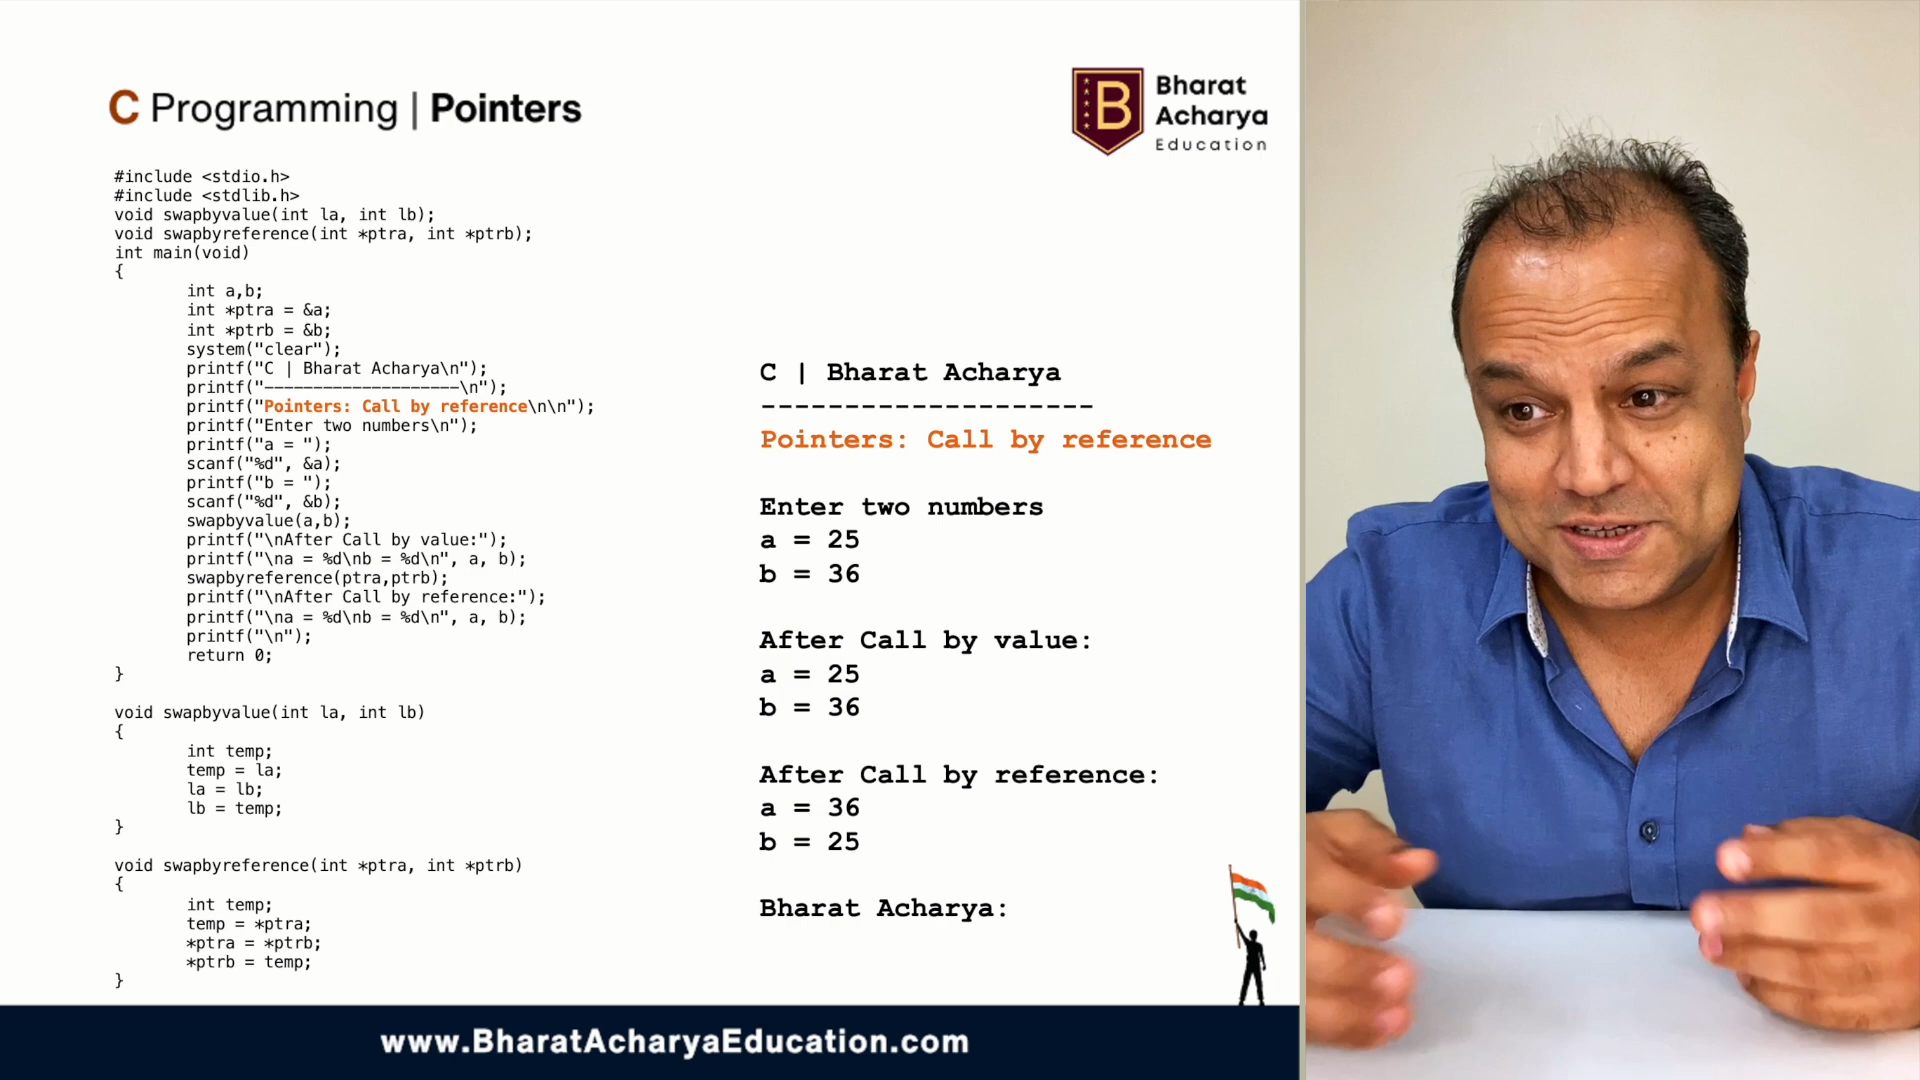 C Programming | Pointers
Bharat
Acharya
Education
#include <stdio.h>
#include <stdlib.h>
void swapbyvalue(int la, int lb);
void swapbyreference(int *ptra, int *ptrb);
int main(void)
{
int a,b;
int *ptra = &a;
int *ptrb = &b;
system("clear");
printf("C | Bharat Acharya\n");
printf("--------------------\n");
printf("Pointers: Call by reference\n\n");
printf("Enter two numbers\n");
printf("a = ");
scanf("%d", &a);
printf("b = ");
scanf("%d", &b);
swapbyvalue(a,b);
printf("\nAfter Call by value:");
printf("\na = %d\nb = %d\n", a, b);
swapbyreference(ptra,ptrb);
printf("\nAfter Call by reference:");
printf("\na = %d\nb = %d\n", a, b);
printf("\n");
return 0;
}
void swapbyvalue(int la, int lb)
{
int temp;
temp = la;
la = lb;
lb = temp;
}
void swapbyreference(int *ptra, int *ptrb)
{
int temp;
temp = *ptra;
*ptra = *ptrb;
*ptrb = temp;
}
C | Bharat Acharya
--------------------
Pointers: Call by reference
Enter two numbers
a = 25
b = 36
After Call by value:
a = 25
b = 36
After Call by reference:
a = 36
b = 25
Bharat Acharya:
www.BharatAcharyaEducation.com